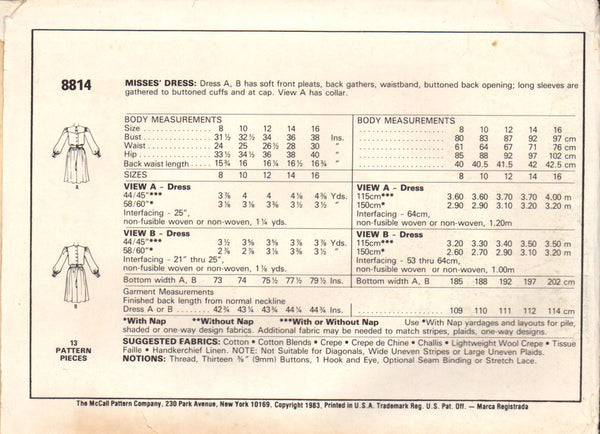 8814
MISSES' DRESS: Dress A, B has soft front pleats, back gathers, waistband, buttoned back opening; long sleeves are
gathered to buttoned cuffs and at cap. View A has collar.
BODY MEASUREMENTS
Size 8 10 12 14 16
Bust 31½ 32½ 34 36 38 Ins.
Waist 24 25 26½ 28 30 "
Hip 33½ 34½ 36 38 40 "
Back waist length 15¾ 16 16¼ 16½ 16¾ "
SIZES 8 10 12 14 16
BODY MEASUREMENTS
8 10 12 14 16
80 83 87 92 97 cm
61 64 67 71 76 cm
85 88 92 97 102 cm
40 40.5 41.5 42 42.5 cm
8 10 12 14 16
A
VIEW A - Dress
44/45"*** 3⅞ 4 4 4⅛ 4⅜ Yds.
58/60"* 3⅛ 3⅛ 3⅜ 3½ 3½ "
Interfacing - 25",
non-fusible woven or non-woven, 1¼ yds.
VIEW A - Dress
115cm*** 3.60 3.60 3.70 3.70 4.00 m
150cm* 2.90 2.90 3.10 3.20 3.20 m
Interfacing - 64cm,
non-fusible woven or non-woven, 1.20m
B
VIEW B - Dress
44/45"*** 3½ 3⅝ 3¾ 3¾ 3⅞ "
58/60"* 2⅞ 2⅞ 3⅛ 3⅜ 3½ "
Interfacing - 21" thru 25",
non-fusible woven or non-woven, 1⅛ yds.
VIEW B - Dress
115cm*** 3.20 3.30 3.40 3.50 3.50 m
150cm* 2.60 2.70 2.90 3.10 3.20 m
Interfacing - 53 thru 64cm,
non-fusible woven or non-woven, 1.00m
Bottom width A, B 73 74 75½ 77½ 79½ Ins.
Bottom width A, B 185 188 192 197 202 cm
Garment Measurements
Finished back length from normal neckline
Dress A or B 42¾ 43¼ 43¾ 44¼ 44¾ Ins.
109 110 111 112 114 cm
*With Nap **Without Nap ***With or Without Nap Use *With Nap yardages and layouts for pile,
shaded or one-way design fabrics. Additional fabric may be needed to match stripes, plaids, one-way designs.
13
PATTERN
PIECES
SUGGESTED FABRICS: Cotton • Cotton Blends • Crepe • Crepe de Chine • Challis • Lightweight Wool Crepe • Tissue
Faille • Handkerchief Linen. NOTE: Not Suitable for Diagonals, Wide Uneven Stripes or Large Uneven Plaids.
NOTIONS: Thread, Thirteen ⅜" (9mm) Buttons, 1 Hook and Eye, Optional Seam Binding or Stretch Lace.
The McCall Pattern Company, 230 Park Avenue, New York 10169, Copyright 1983, Printed in U.S.A. Trademark Reg. U.S. Pat. Off. — Marca Registrada